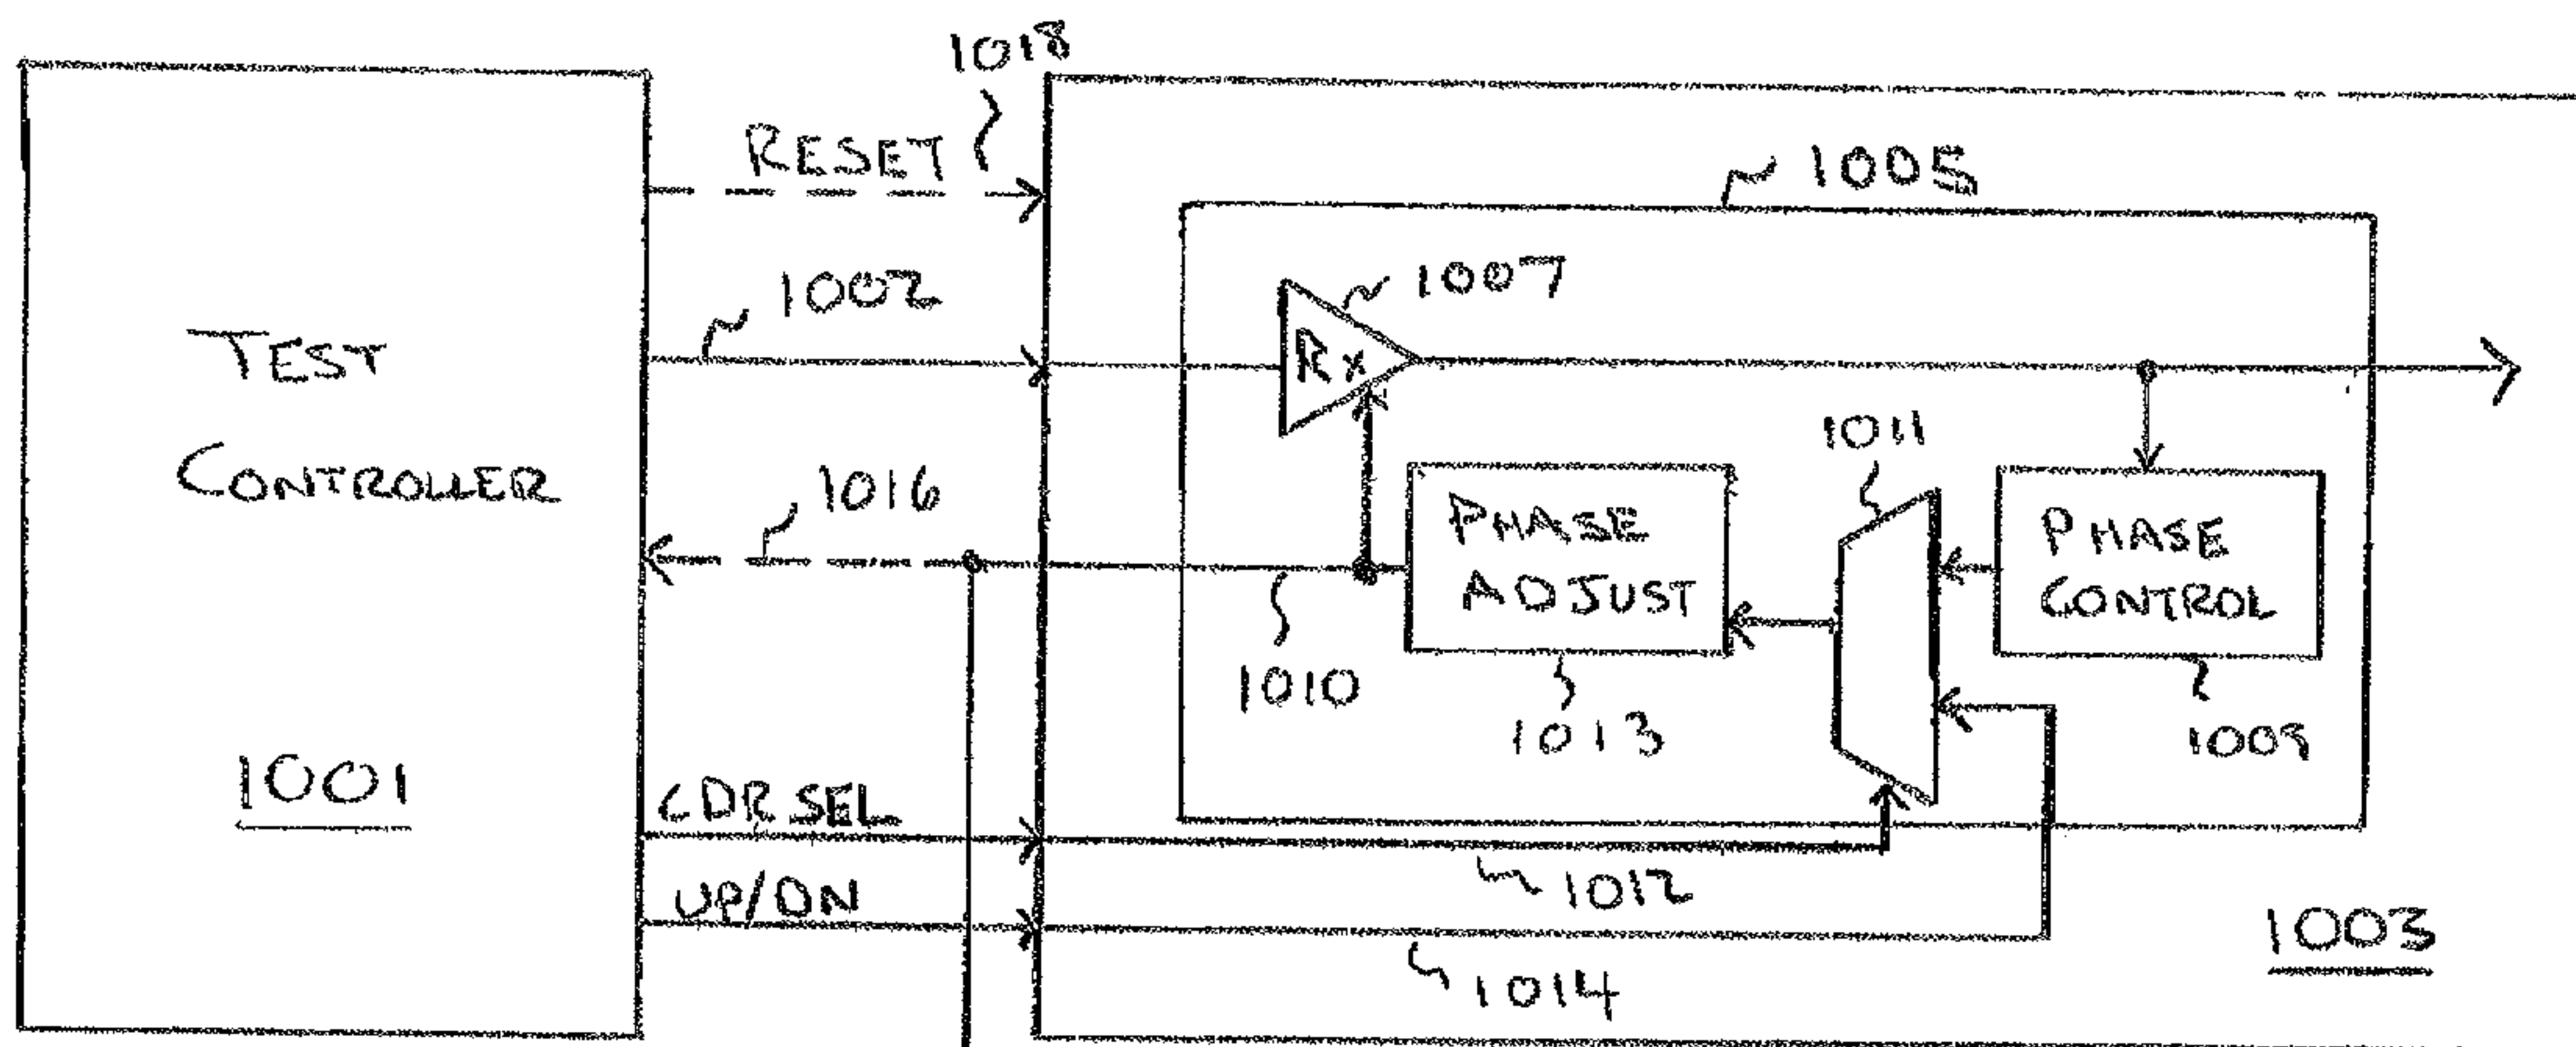 1018
RESET
1005
1002
1007
Rx
TEST
CONTROLLER
1001
1016
1011
PHASE
ADJUST
PHASE
CONTROL
1010
1013
1009
CDR SEL
UP/DN
1012
1014
1003